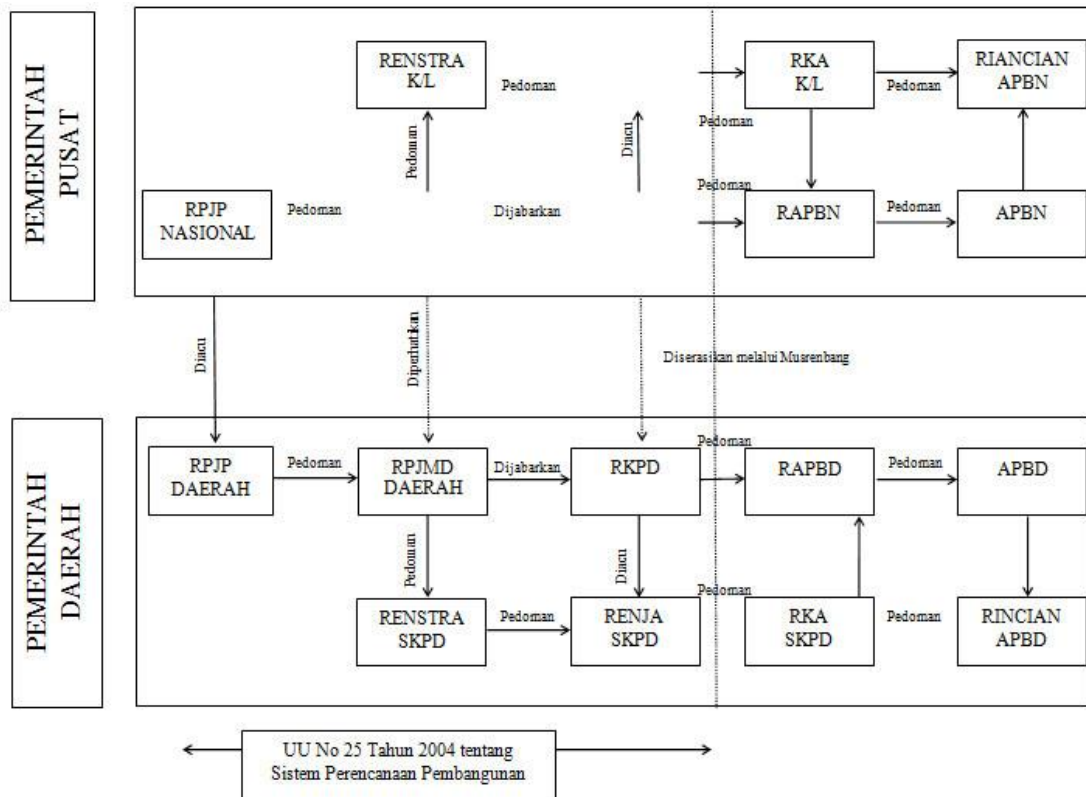 PEMERINTAH
PUSAT
RENSTRA
K/L
Pedoman
Pedoman
Diacu
RPJP
NASIONAL
Pedoman
Dijabarkan
Pedoman
Pedoman
RKA
K/L
Pedoman
RIANCIAN
APBN
RAPBN
Pedoman
APBN
Diacu
Diperhatikan
Diserasikan melalui Musrenbang
PEMERINTAH
DAERAH
RPJP
DAERAH
Pedoman
RPJMD
DAERAH
Dijabarkan
RKPD
Pedoman
RAPBD
Pedoman
APBD
Pedoman
Diacu
RENSTRA
SKPD
Pedoman
RENJA
SKPD
Pedoman
RKA
SKPD
Pedoman
RINCIAN
APBD
UU No 25 Tahun 2004 tentang
Sistem Perencanaan Pembangunan